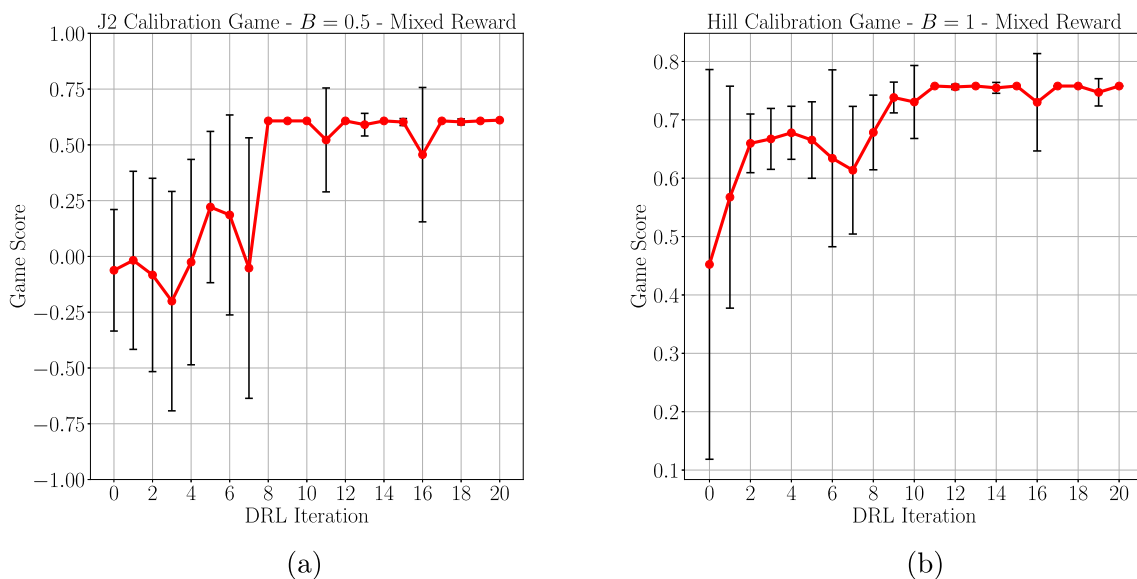 J2 Calibration Game - B = 0.5 - Mixed Reward
1.00
0.75
0.50
0.25
0.00
−0.25
−0.50
−0.75
−1.00
Game Score
0 2 4 6 8 10 12 14 16 18 20
DRL Iteration
(a)
Hill Calibration Game - B = 1 - Mixed Reward
0.8
0.7
0.6
0.5
0.4
0.3
0.2
0.1
Game Score
0 2 4 6 8 10 12 14 16 18 20
DRL Iteration
(b)